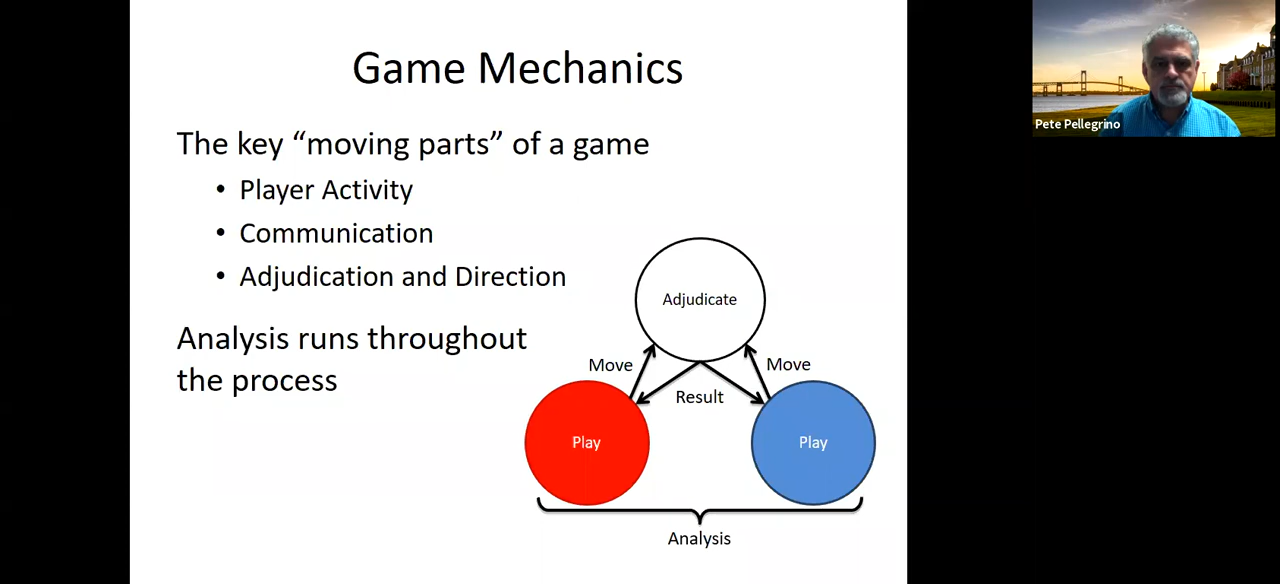 Game Mechanics
The key “moving parts” of a game
• Player Activity
• Communication
• Adjudication and Direction
Analysis runs throughout
the process
Adjudicate
Move
Move
Result
Play
Play
Analysis
Pete Pellegrino